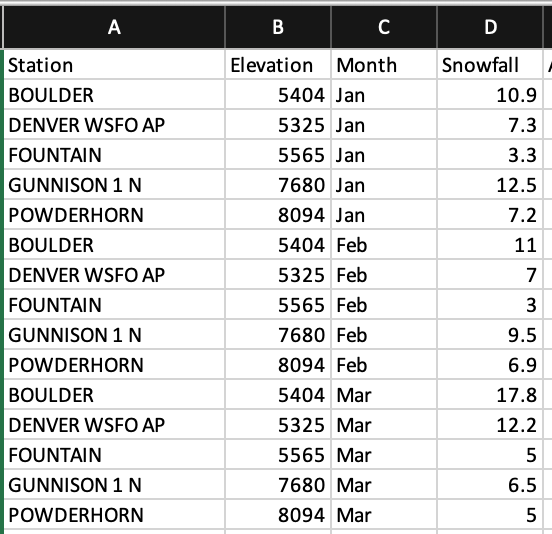 A B C D
Station Elevation Month Snowfall
BOULDER 5404 Jan 10.9
DENVER WSFO AP 5325 Jan 7.3
FOUNTAIN 5565 Jan 3.3
GUNNISON 1 N 7680 Jan 12.5
POWDERHORN 8094 Jan 7.2
BOULDER 5404 Feb 11
DENVER WSFO AP 5325 Feb 7
FOUNTAIN 5565 Feb 3
GUNNISON 1 N 7680 Feb 9.5
POWDERHORN 8094 Feb 6.9
BOULDER 5404 Mar 17.8
DENVER WSFO AP 5325 Mar 12.2
FOUNTAIN 5565 Mar 5
GUNNISON 1 N 7680 Mar 6.5
POWDERHORN 8094 Mar 5